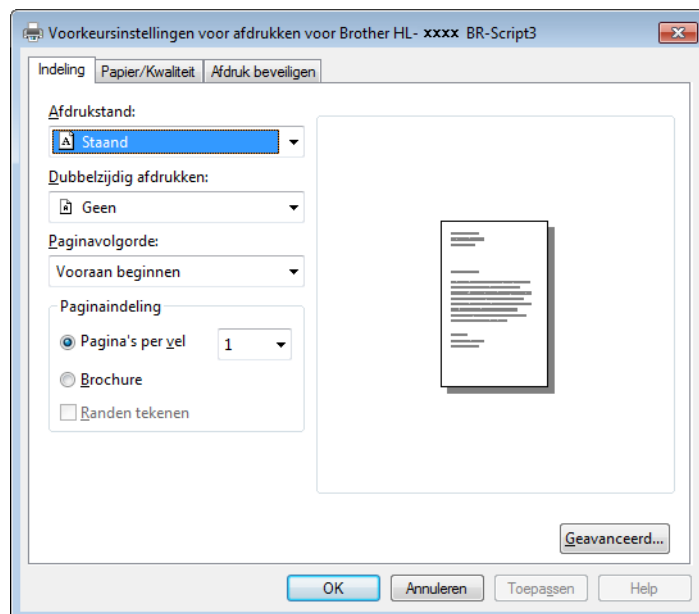 Voorkeursinstellingen voor afdrukken voor Brother HL- xxxx BR-Script3
Indeling Papier/Kwaliteit Afdruk beveiligen
Afdrukstand:
A Staand
Dubbelzijdig afdrukken:
Geen
Paginavolgorde:
Vooraan beginnen
Paginaindeling
Pagina's per vel 1
Brochure
Randen tekenen
Geavanceerd...
OK Annuleren Toepassen Help